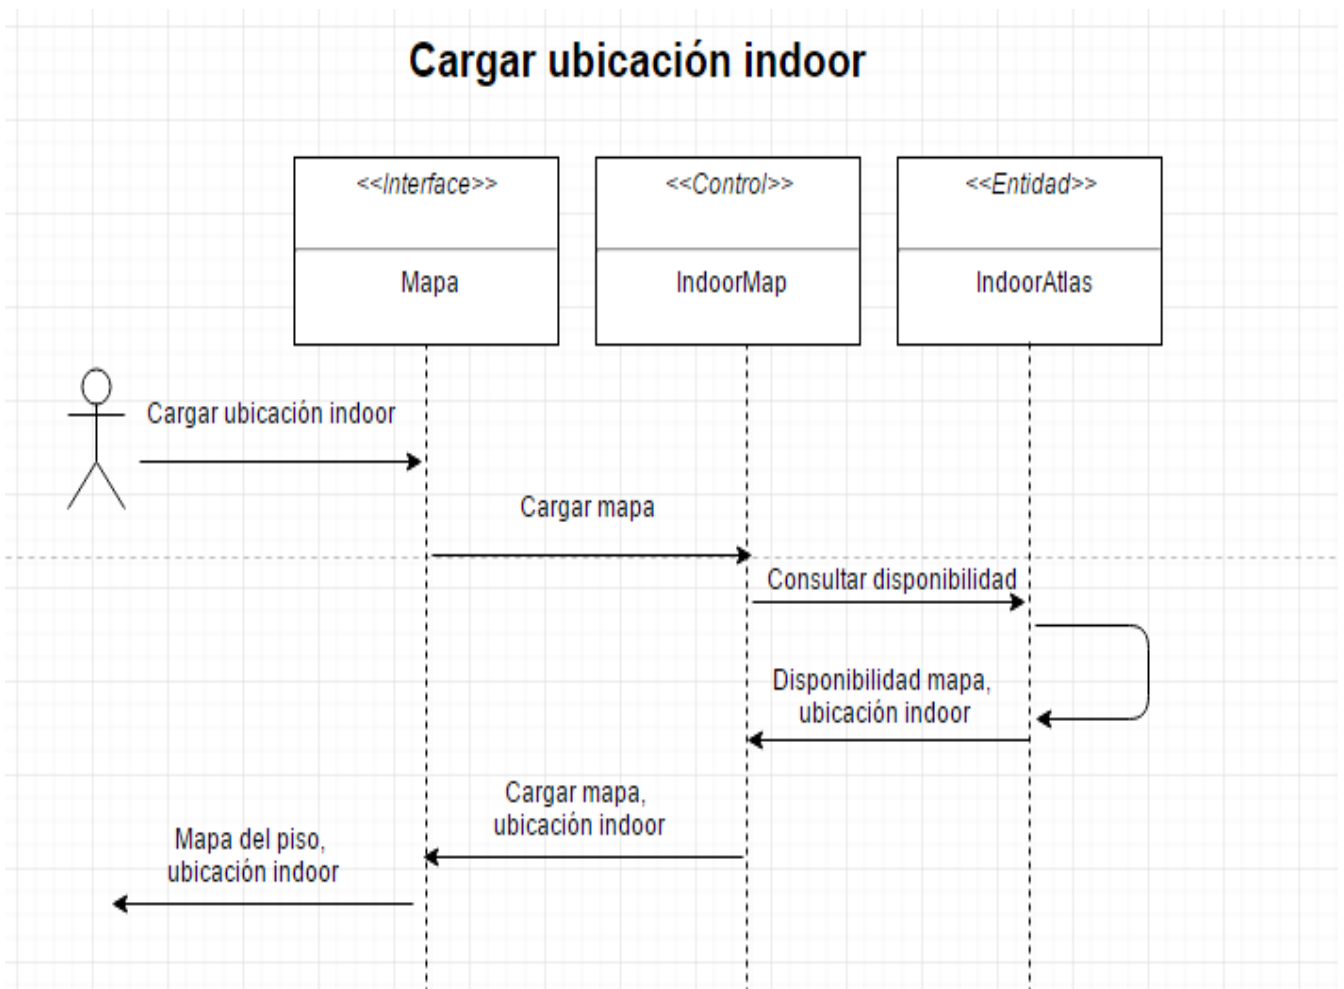 Cargar ubicación indoor
<<Interface>>
Mapa
<<Control>>
IndoorMap
<<Entidad>>
IndoorAtlas
Cargar ubicación indoor
Cargar mapa
Consultar disponibilidad
Disponibilidad mapa,
ubicación indoor
Cargar mapa,
ubicación indoor
Mapa del piso,
ubicación indoor